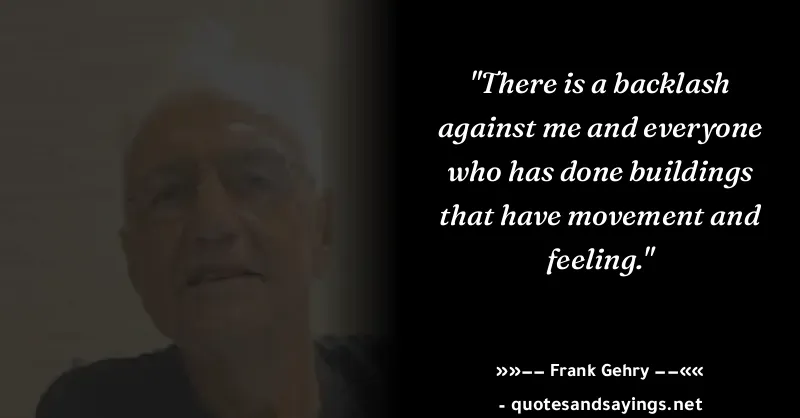 "There is a backlash
against me and everyone
who has done buildings
that have movement and
feeling."
»»−− Frank Gehry −−««
- quotesandsayings.net